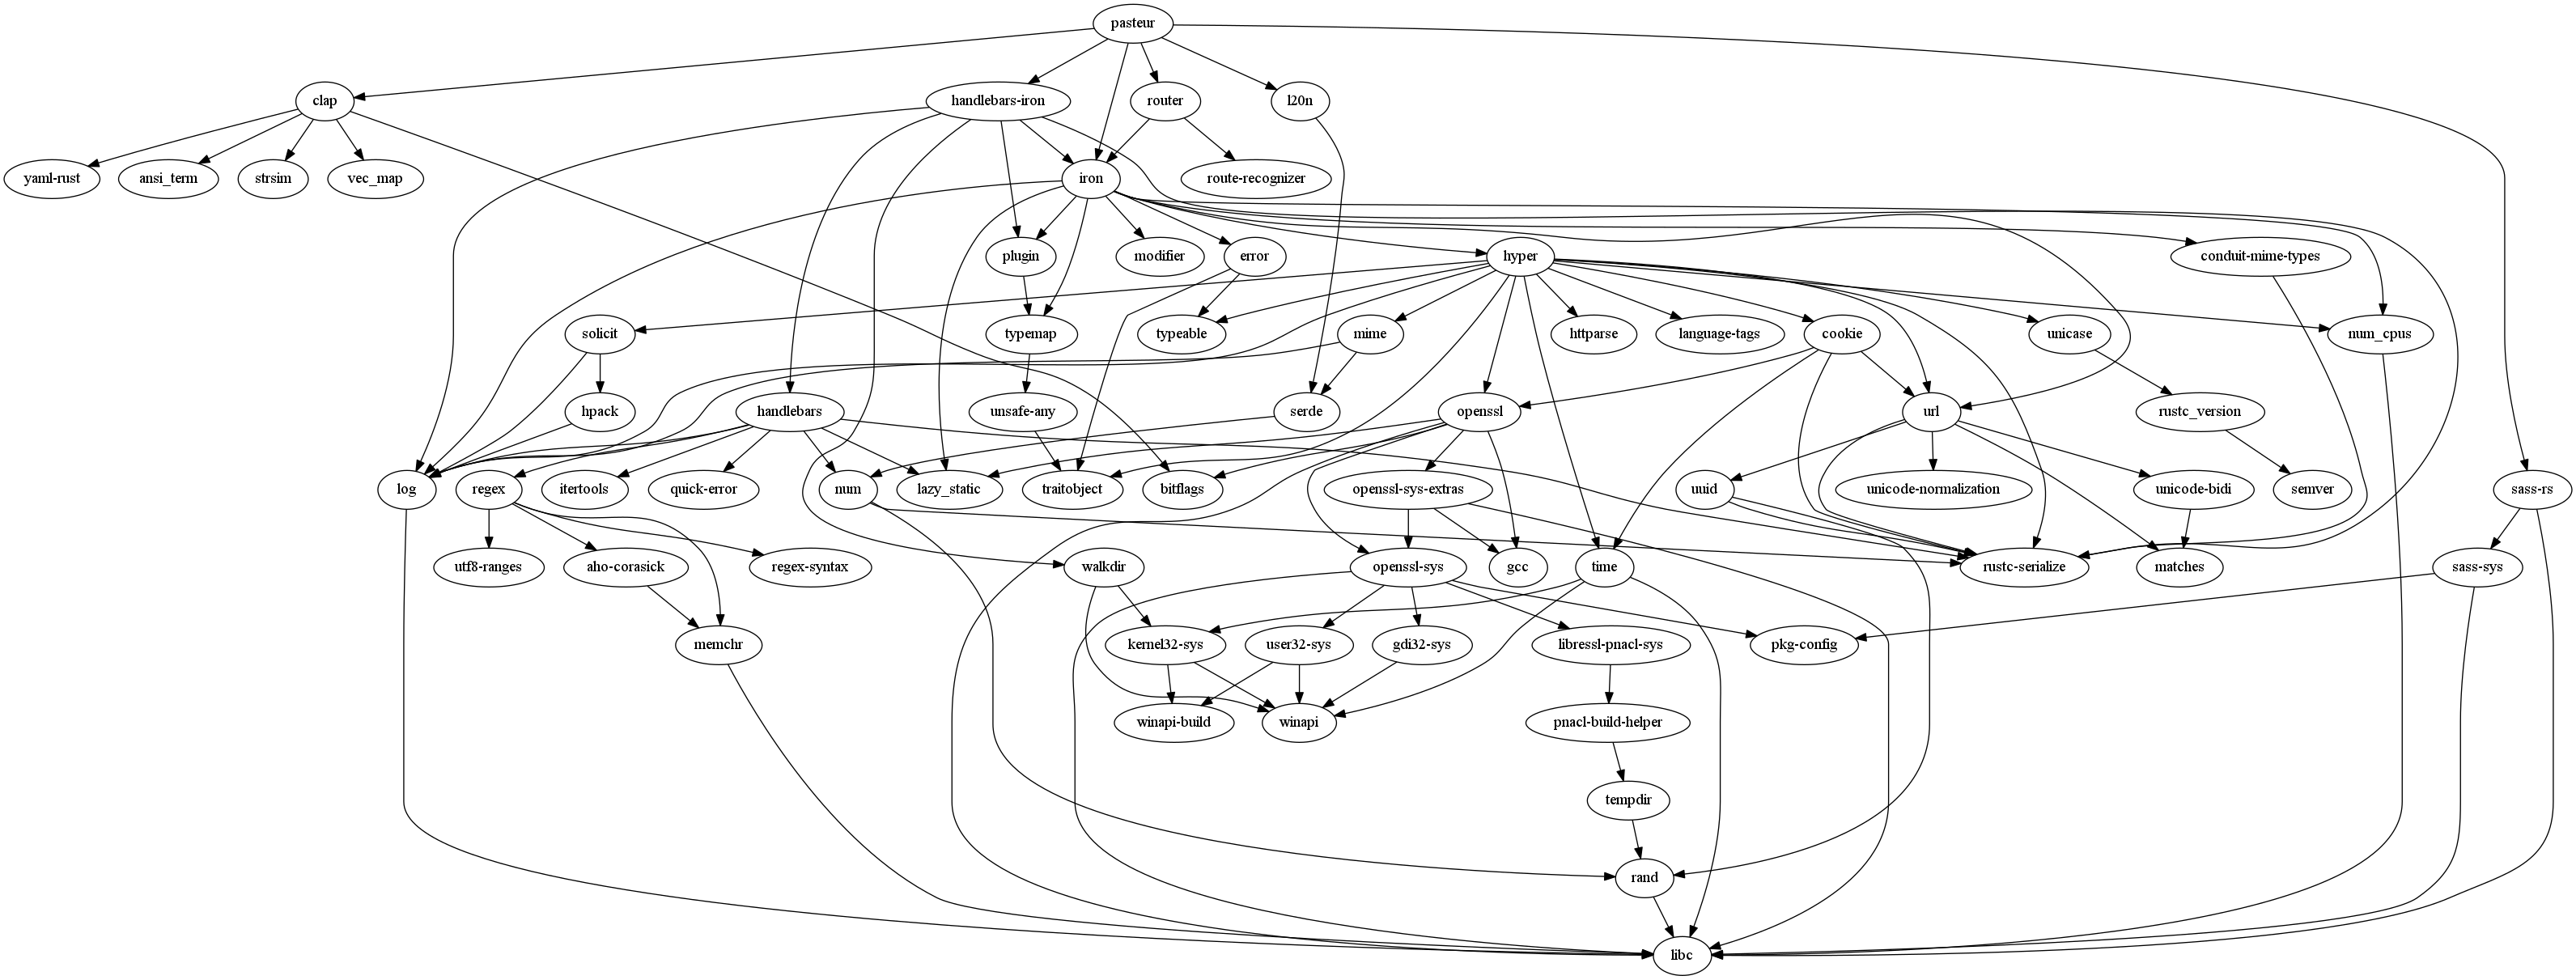 pasteur
clap
handlebars-iron
router
l20n
yaml-rust
ansi_term
strsim
vec_map
iron
route-recognizer
plugin
modifier
error
hyper
conduit-mime-types
solicit
typemap
typeable
mime
httparse
language-tags
cookie
unicase
num_cpus
hpack
handlebars
unsafe-any
serde
openssl
url
rustc_version
log
regex
itertools
quick-error
num
lazy_static
traitobject
bitflags
openssl-sys-extras
uuid
unicode-normalization
unicode-bidi
semver
sass-rs
utf8-ranges
aho-corasick
regex-syntax
walkdir
openssl-sys
gcc
time
rustc-serialize
matches
sass-sys
memchr
kernel32-sys
user32-sys
gdi32-sys
libressl-pnacl-sys
pkg-config
winapi-build
winapi
pnacl-build-helper
tempdir
rand
libc